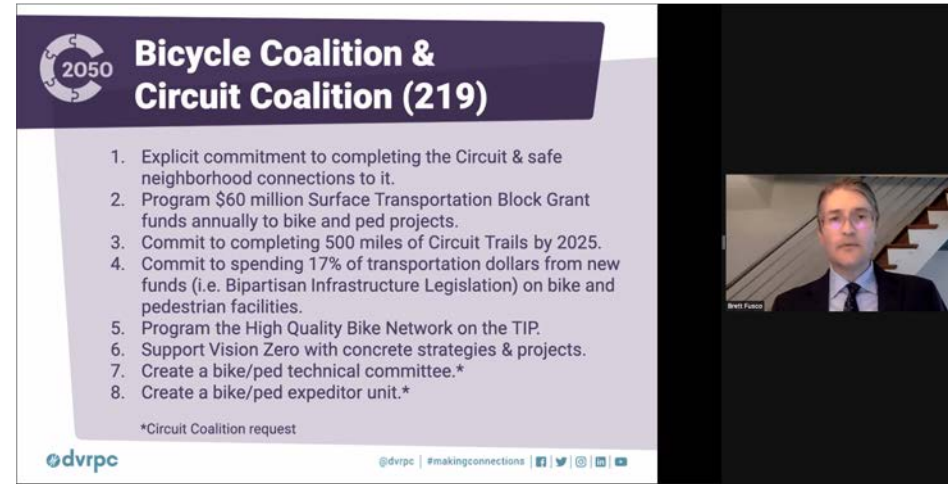 2050
Bicycle Coalition &
Circuit Coalition (219)
1. Explicit commitment to completing the Circuit & safe
neighborhood connections to it.
2. Program $60 million Surface Transportation Block Grant
funds annually to bike and ped projects.
3. Commit to completing 500 miles of Circuit Trails by 2025.
4. Commit to spending 17% of transportation dollars from new
funds (i.e. Bipartisan Infrastructure Legislation) on bike and
pedestrian facilities.
5. Program the High Quality Bike Network on the TIP.
6. Support Vision Zero with concrete strategies & projects.
7. Create a bike/ped technical committee.*
8. Create a bike/ped expeditor unit.*
*Circuit Coalition request
dvrpc
@dvrpc | #makingconnections
Brett Fusco